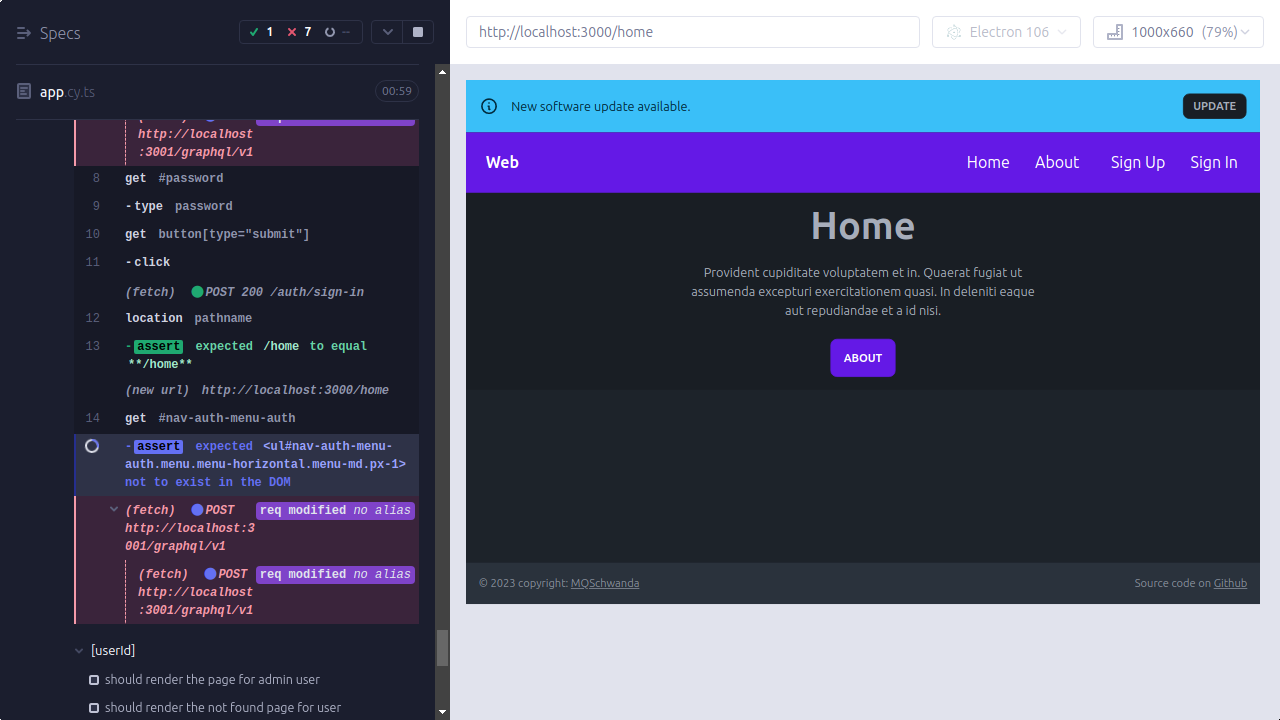 Specs
1
7
--
app.cy.ts
00:59
http://localhost
:3001/graphql/v1
8 get #password
9 -type password
10 get button[type="submit"]
11 -click
(fetch) POST 200 /auth/sign-in
12 location pathname
13 -assert expected /home to equal
**/home**
(new url) http://localhost:3000/home
14 get #nav-auth-menu-auth
-assert expected <ul#nav-auth-menu-
auth.menu.menu-horizontal.menu-md.px-1>
not to exist in the DOM
(fetch) POST req modified no alias
http://localhost:3
001/graphql/v1
(fetch) POST req modified no alias
http://localhost
:3001/graphql/v1
[userId]
should render the page for admin user
should render the not found page for user
http://localhost:3000/home
Electron 106
1000x660 (79%)
New software update available.
UPDATE
Web
Home About Sign Up Sign In
Home
Provident cupiditate voluptatem et in. Quaerat fugiat ut
assumenda excepturi exercitationem quasi. In deleniti eaque
aut repudiandae et a id nisi.
ABOUT
© 2023 copyright: MQSchwanda
Source code on Github